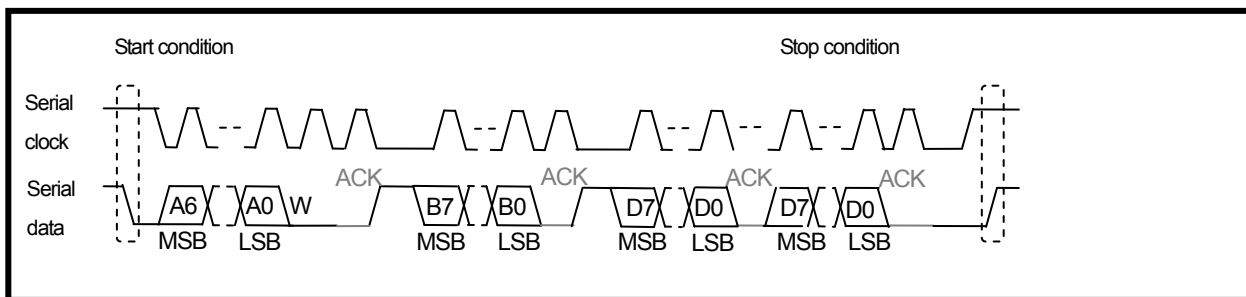 Start condition Stop condition
Serial
clock
Serial
data
ACK ACK ACK ACK
A6 A0 W B7 B0 D7 D0 D7 D0
MSB LSB MSB LSB MSB LSB MSB LSB